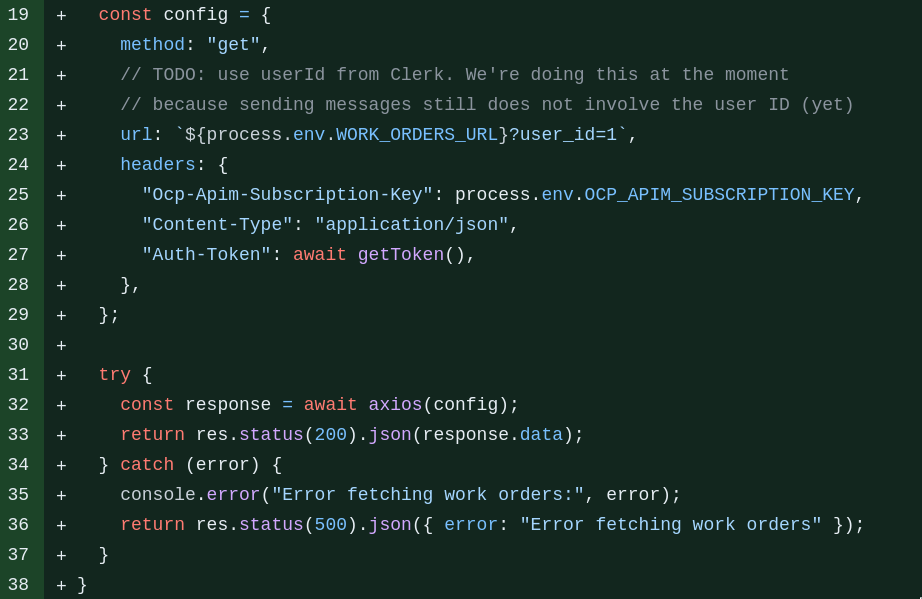 19 +   const config = {
20 +     method: "get",
21 +     // TODO: use userId from Clerk. We're doing this at the moment
22 +     // because sending messages still does not involve the user ID (yet)
23 +     url: `${process.env.WORK_ORDERS_URL}?user_id=1`,
24 +     headers: {
25 +       "Ocp-Apim-Subscription-Key": process.env.OCP_APIM_SUBSCRIPTION_KEY,
26 +       "Content-Type": "application/json",
27 +       "Auth-Token": await getToken(),
28 +     },
29 +   };
30 +
31 +   try {
32 +     const response = await axios(config);
33 +     return res.status(200).json(response.data);
34 +   } catch (error) {
35 +     console.error("Error fetching work orders:", error);
36 +     return res.status(500).json({ error: "Error fetching work orders" });
37 +   }
38 + }